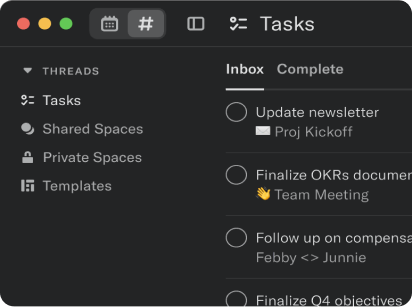 Tasks
THREADS
Tasks
Shared Spaces
Private Spaces
Templates
Inbox Complete
Update newsletter
Proj Kickoff
Finalize OKRs documen
Team Meeting
Follow up on compensa
Febby <> Junnie
Finalize Q4 objectives